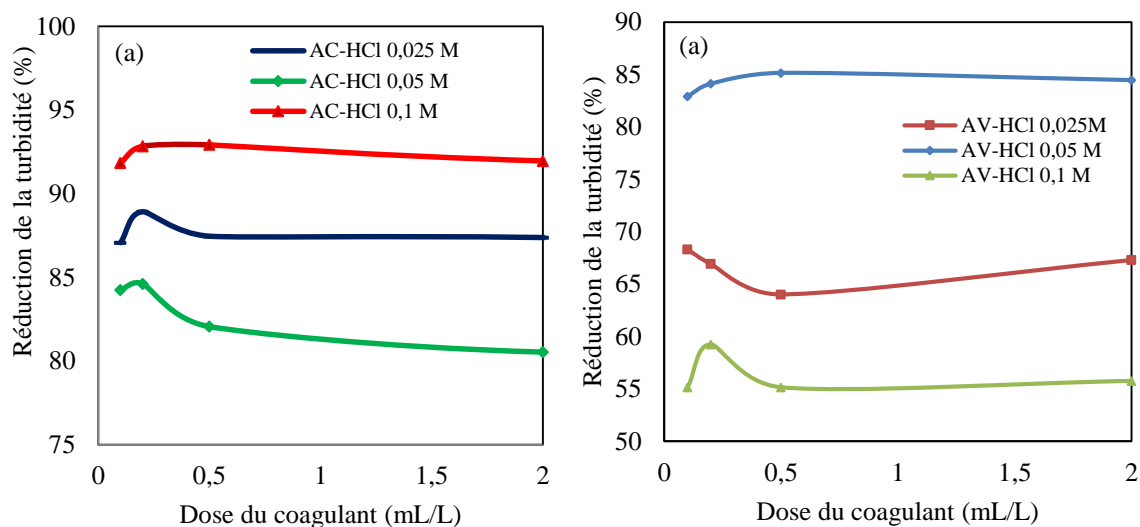 Réduction de la turbidité (%)
100
95
90
85
80
75
(a)
AC-HCl 0,025 M
AC-HCl 0,05 M
AC-HCl 0,1 M
0
0,5
1
1,5
2
Dose du coagulant (mL/L)
Réduction de la turbidité (%)
90
85
80
75
70
65
60
55
50
(a)
AV-HCl 0,025M
AV-HCl 0,05 M
AV-HCl 0,1 M
0
0,5
1
1,5
2
Dose du coagulant (mL/L)